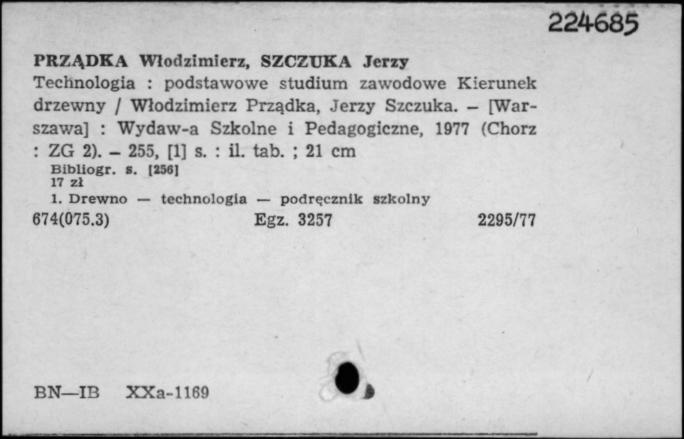 224685
PRZĄDKA Włodzimierz, SZCZUKA Jerzy
Technologia : podstawowe studium zawodowe Kierunek
drzewny / Włodzimierz Prządka, Jerzy Szczuka. — [War-
szawa] : Wydaw-a Szkolne i Pedagogiczne, 1977 (Chorz
: ZG 2). — 255, [1] s. : il. tab. ; 21 cm
Bibliogr. s. [256]
17 zł
1. Drewno — technologia — podręcznik szkolny
674(075.3) Egz. 3257 2295/77
BN—IB XXa-1169